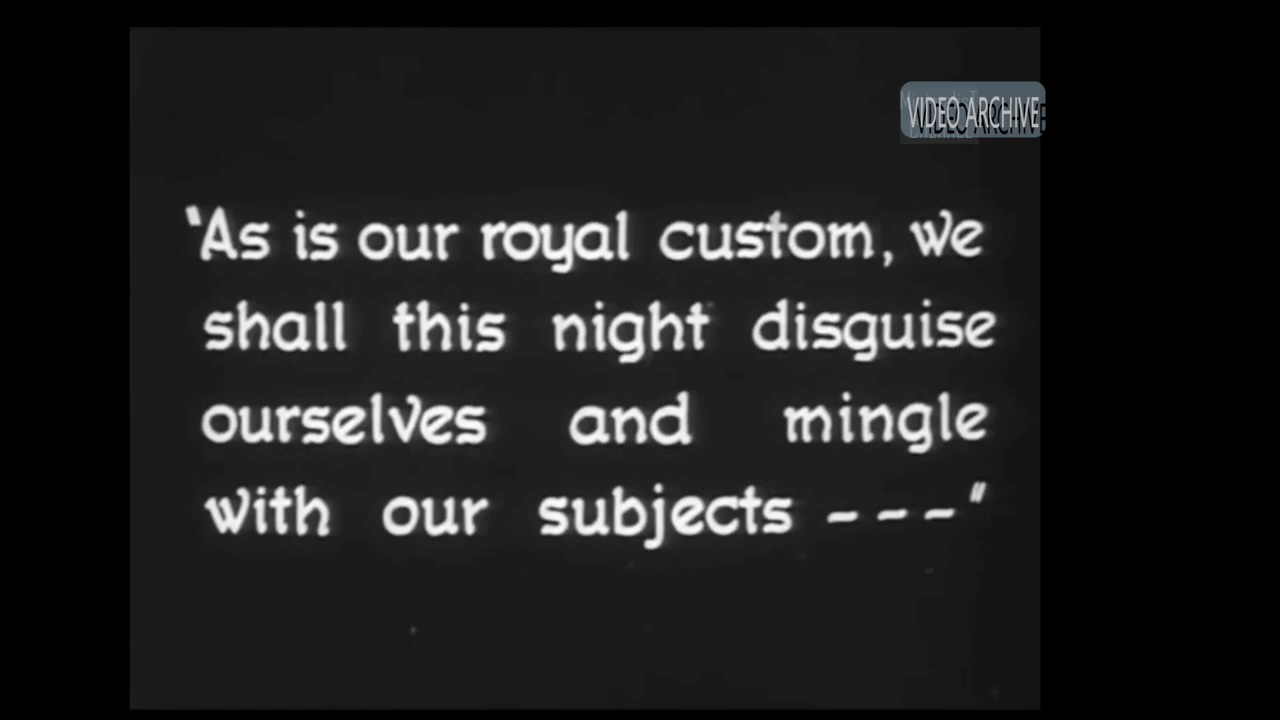 VIDEO ARCHIVE
"As is our royal custom, we
shall this night disguise
ourselves and mingle
with our subjects ---"